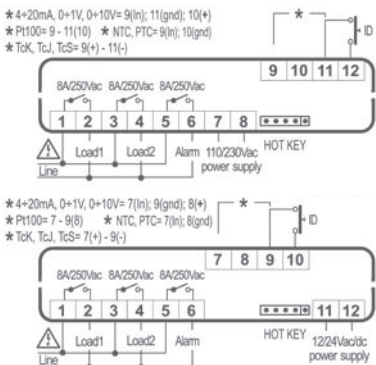 ★ 4÷20mA, 0÷1V, 0÷10V= 9(In); 11(gnd); 10(+)
★ Pt100= 9 - 11(10) ★ NTC, PTC= 9(In); 10(gnd)
★ TcK, TcJ, TcS= 9(+) - 11(-)
★
ID
9 10 11 12
8A/250Vac 8A/250Vac 8A/250Vac
1 2 3 4 5 6 7 8
HOT KEY
Line
Load1 Load2 Alarm 110/230Vac
power supply
★ 4÷20mA, 0÷1V, 0÷10V= 7(In); 9(gnd); 8(+)
★ Pt100= 7 - 9(8) ★ NTC, PTC= 7(In); 8(gnd)
★ TcK, TcJ, TcS= 7(+) - 9(-)
★
ID
7 8 9 10
8A/250Vac 8A/250Vac 8A/250Vac
1 2 3 4 5 6 11 12
HOT KEY
Line
Load1 Load2 Alarm 12/24Vac/dc
power supply